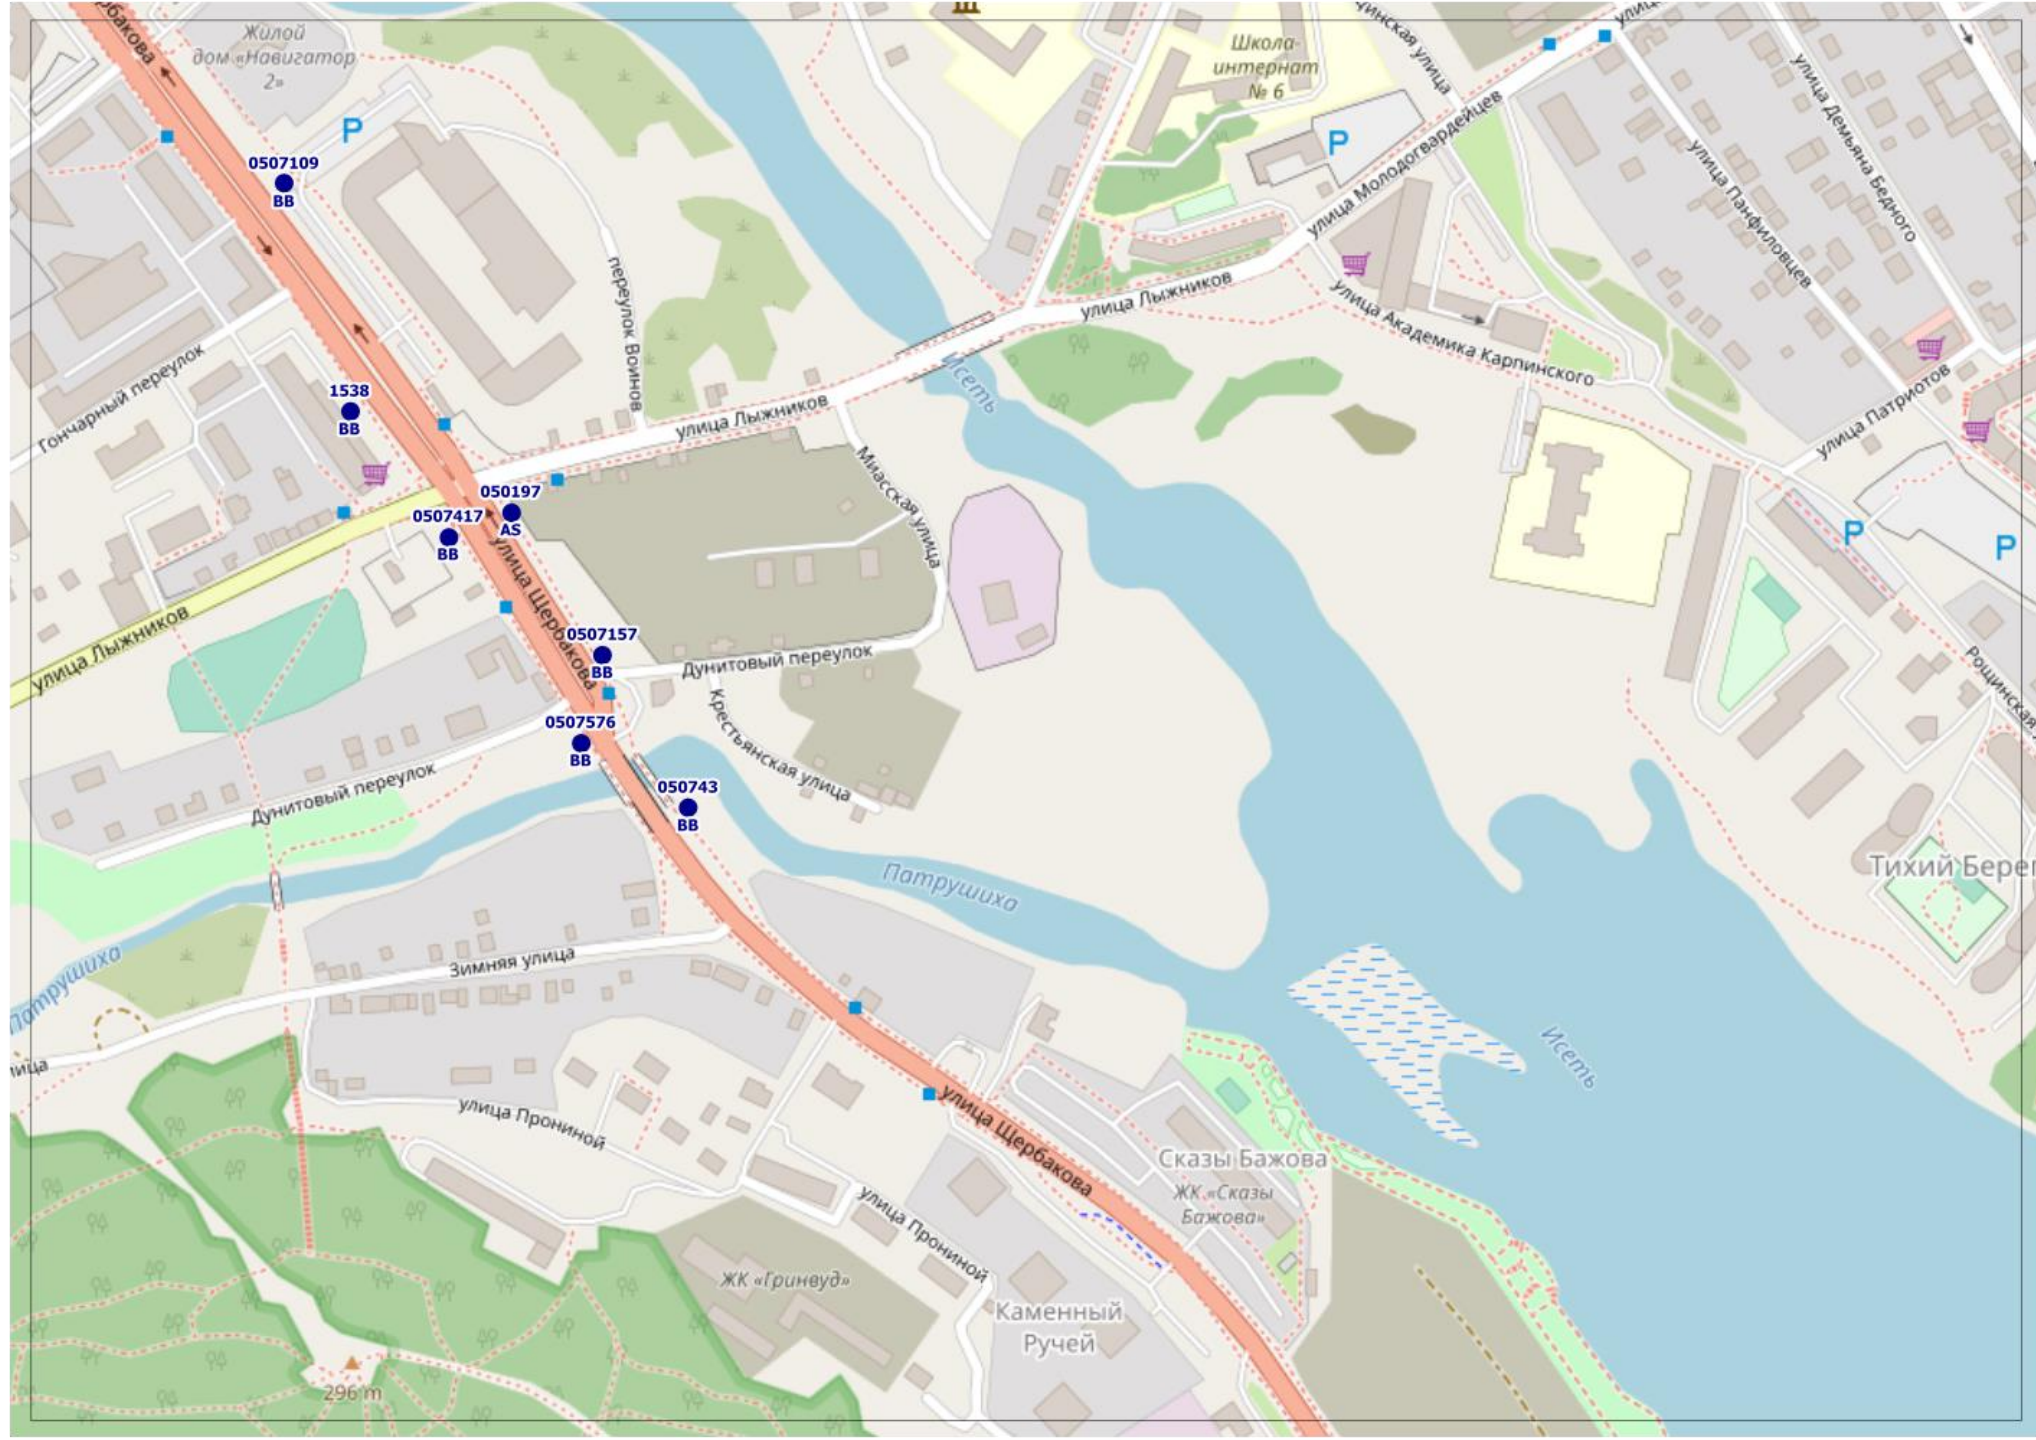 рбакова
Жилой
дом «Навигатор
2»
Школа-
интернат
№ 6
P
P
0507109
BB
улица Молодогвардейцев
улица Демьяна Бедного
улица Панфиловцев
переулок Воинов
улица Лыжников
улица Академика Карпинского
Гончарный переулок
1538
BB
улица Лыжников
Исеть
улица Патриотов
Миасская улица
050197
AS
0507417
BB
P
P
улица Щербакова
улица Лыжников
0507157
BB
Дунитовый переулок
Рощинская
0507576
BB
Крестьянская улица
Дунитовый переулок
050743
BB
Патрушиха
Тихий Берег
Патрушиха
Зимняя улица
Исеть
улица Прониной
улица Щербакова
Сказы Бажова
ЖК «Сказы
Бажова»
улица Прониной
ЖК «Гринвуд»
Каменный
Ручей
296 m